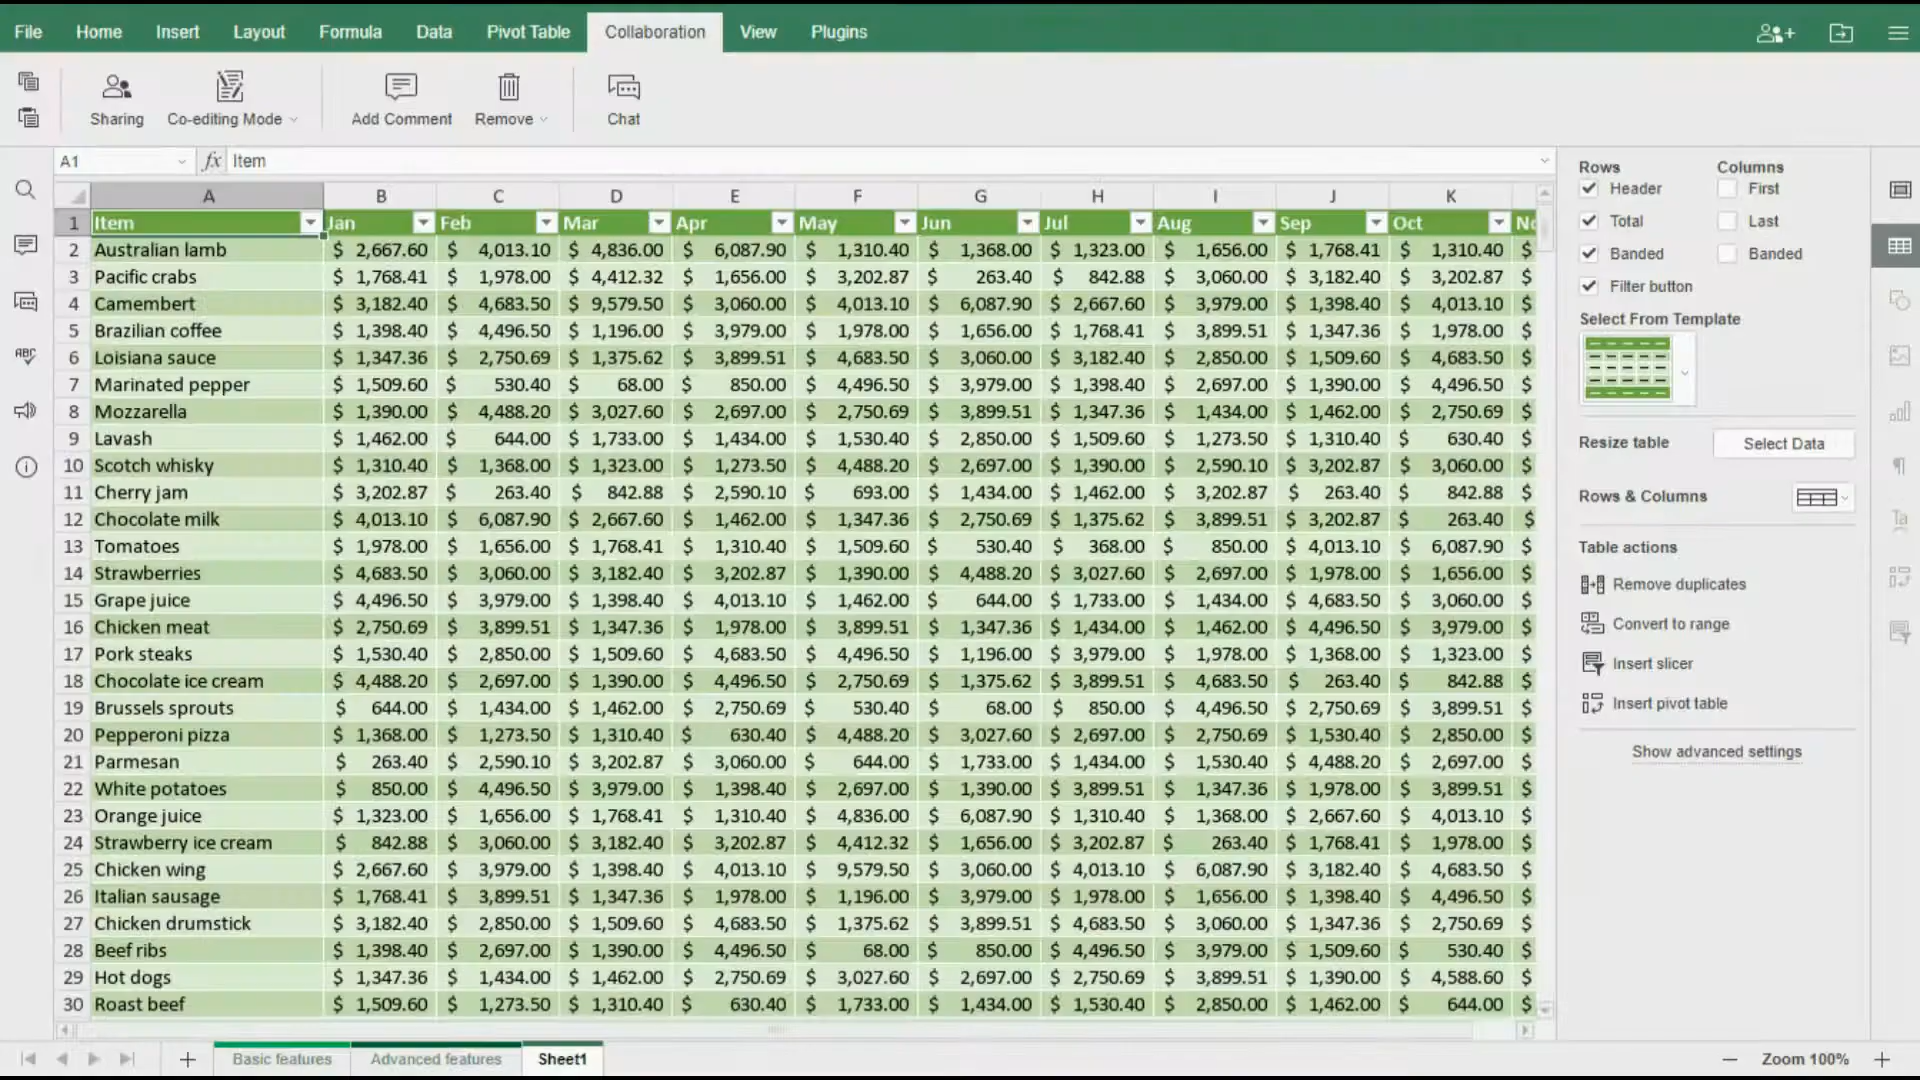 File Home Insert Layout Formula Data Pivot Table Collaboration View Plugins
Sharing Co-editing Mode Add Comment Remove Chat
A1 fx Item
A B C D E F G H I J K
1 Item Jan Feb Mar Apr May Jun Jul Aug Sep Oct
2 Australian lamb $ 2,667.60 $ 4,013.10 $ 4,836.00 $ 6,087.90 $ 1,310.40 $ 1,368.00 $ 1,323.00 $ 1,656.00 $ 1,768.41 $ 1,310.40 $
3 Pacific crabs $ 1,768.41 $ 1,978.00 $ 4,412.32 $ 1,656.00 $ 3,202.87 $ 263.40 $ 842.88 $ 3,060.00 $ 3,182.40 $ 3,202.87 $
4 Camembert $ 3,182.40 $ 4,683.50 $ 9,579.50 $ 3,060.00 $ 4,013.10 $ 6,087.90 $ 2,667.60 $ 3,979.00 $ 1,398.40 $ 4,013.10 $
5 Brazilian coffee $ 1,398.40 $ 4,496.50 $ 1,196.00 $ 3,979.00 $ 1,978.00 $ 1,656.00 $ 1,768.41 $ 3,899.51 $ 1,347.36 $ 1,978.00 $
6 Loisiana sauce $ 1,347.36 $ 2,750.69 $ 1,375.62 $ 3,899.51 $ 4,683.50 $ 3,060.00 $ 3,182.40 $ 2,850.00 $ 1,509.60 $ 4,683.50 $
7 Marinated pepper $ 1,509.60 $ 530.40 $ 68.00 $ 850.00 $ 4,496.50 $ 3,979.00 $ 1,398.40 $ 2,697.00 $ 1,390.00 $ 4,496.50 $
8 Mozzarella $ 1,390.00 $ 4,488.20 $ 3,027.60 $ 2,697.00 $ 2,750.69 $ 3,899.51 $ 1,347.36 $ 1,434.00 $ 1,462.00 $ 2,750.69 $
9 Lavash $ 1,462.00 $ 644.00 $ 1,733.00 $ 1,434.00 $ 1,530.40 $ 2,850.00 $ 1,509.60 $ 1,273.50 $ 1,310.40 $ 630.40 $
10 Scotch whisky $ 1,310.40 $ 1,368.00 $ 1,323.00 $ 1,273.50 $ 4,488.20 $ 2,697.00 $ 1,390.00 $ 2,590.10 $ 3,202.87 $ 3,060.00 $
11 Cherry jam $ 3,202.87 $ 263.40 $ 842.88 $ 2,590.10 $ 693.00 $ 1,434.00 $ 1,462.00 $ 3,202.87 $ 263.40 $ 842.88 $
12 Chocolate milk $ 4,013.10 $ 6,087.90 $ 2,667.60 $ 1,462.00 $ 1,347.36 $ 2,750.69 $ 1,375.62 $ 3,899.51 $ 3,202.87 $ 263.40 $
13 Tomatoes $ 1,978.00 $ 1,656.00 $ 1,768.41 $ 1,310.40 $ 1,509.60 $ 530.40 $ 368.00 $ 850.00 $ 4,013.10 $ 6,087.90 $
14 Strawberries $ 4,683.50 $ 3,060.00 $ 3,182.40 $ 3,202.87 $ 1,390.00 $ 4,488.20 $ 3,027.60 $ 2,697.00 $ 1,978.00 $ 1,656.00 $
15 Grape juice $ 4,496.50 $ 3,979.00 $ 1,398.40 $ 4,013.10 $ 1,462.00 $ 644.00 $ 1,733.00 $ 1,434.00 $ 4,683.50 $ 3,060.00 $
16 Chicken meat $ 2,750.69 $ 3,899.51 $ 1,347.36 $ 1,978.00 $ 3,899.51 $ 1,347.36 $ 1,434.00 $ 1,462.00 $ 4,496.50 $ 3,979.00 $
17 Pork steaks $ 1,530.40 $ 2,850.00 $ 1,509.60 $ 4,683.50 $ 4,496.50 $ 1,196.00 $ 3,979.00 $ 1,978.00 $ 1,368.00 $ 1,323.00 $
18 Chocolate ice cream $ 4,488.20 $ 2,697.00 $ 1,390.00 $ 4,496.50 $ 2,750.69 $ 1,375.62 $ 3,899.51 $ 4,683.50 $ 263.40 $ 842.88 $
19 Brussels sprouts $ 644.00 $ 1,434.00 $ 1,462.00 $ 2,750.69 $ 530.40 $ 68.00 $ 850.00 $ 4,496.50 $ 2,750.69 $ 3,899.51 $
20 Pepperoni pizza $ 1,368.00 $ 1,273.50 $ 1,310.40 $ 630.40 $ 4,488.20 $ 3,027.60 $ 2,697.00 $ 2,750.69 $ 1,530.40 $ 2,850.00 $
21 Parmesan $ 263.40 $ 2,590.10 $ 3,202.87 $ 3,060.00 $ 644.00 $ 1,733.00 $ 1,434.00 $ 1,530.40 $ 4,488.20 $ 2,697.00 $
22 White potatoes $ 850.00 $ 4,496.50 $ 3,979.00 $ 1,398.40 $ 2,697.00 $ 1,390.00 $ 3,899.51 $ 1,347.36 $ 1,978.00 $ 3,899.51 $
23 Orange juice $ 1,323.00 $ 1,656.00 $ 1,768.41 $ 1,310.40 $ 4,836.00 $ 6,087.90 $ 1,310.40 $ 1,368.00 $ 2,667.60 $ 4,013.10 $
24 Strawberry ice cream $ 842.88 $ 3,060.00 $ 3,182.40 $ 3,202.87 $ 4,412.32 $ 1,656.00 $ 3,202.87 $ 263.40 $ 1,768.41 $ 1,978.00 $
25 Chicken wing $ 2,667.60 $ 3,979.00 $ 1,398.40 $ 4,013.10 $ 9,579.50 $ 3,060.00 $ 4,013.10 $ 6,087.90 $ 3,182.40 $ 4,683.50 $
26 Italian sausage $ 1,768.41 $ 3,899.51 $ 1,347.36 $ 1,978.00 $ 1,196.00 $ 3,979.00 $ 1,978.00 $ 1,656.00 $ 1,398.40 $ 4,496.50 $
27 Chicken drumstick $ 3,182.40 $ 2,850.00 $ 1,509.60 $ 4,683.50 $ 1,375.62 $ 3,899.51 $ 4,683.50 $ 3,060.00 $ 1,347.36 $ 2,750.69 $
28 Beef ribs $ 1,398.40 $ 2,697.00 $ 1,390.00 $ 4,496.50 $ 68.00 $ 850.00 $ 4,496.50 $ 3,979.00 $ 1,509.60 $ 530.40 $
29 Hot dogs $ 1,347.36 $ 1,434.00 $ 1,462.00 $ 2,750.69 $ 3,027.60 $ 2,697.00 $ 2,750.69 $ 3,899.51 $ 1,390.00 $ 4,588.60 $
30 Roast beef $ 1,509.60 $ 1,273.50 $ 1,310.40 $ 630.40 $ 1,733.00 $ 1,434.00 $ 1,530.40 $ 2,850.00 $ 1,462.00 $ 644.00 $
Rows Columns
Header First
Total Last
Banded Banded
Filter button
Select From Template
Resize table Select Data
Rows & Columns
Table actions
Remove duplicates
Convert to range
Insert slicer
Insert pivot table
Show advanced settings
Basic features Advanced features Sheet1 Zoom 100%